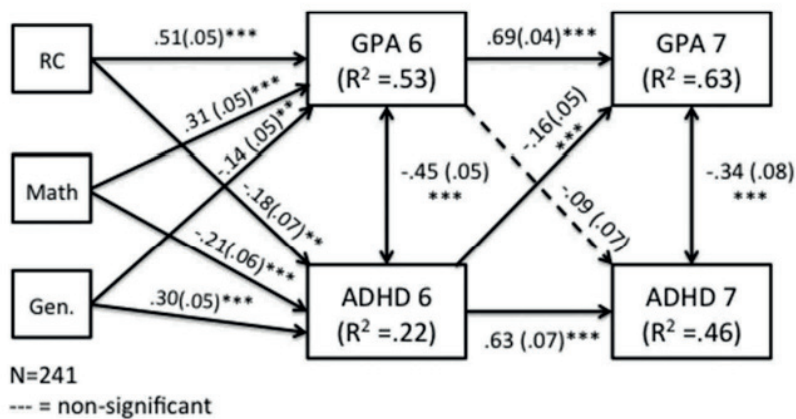 RC
Math
Gen.
.51(.05)***
.31 (.05)***
-.14 (.05)**
-.18(.07)**
-.21(.06)***
.30(.05)***
GPA 6
(R² =.53)
ADHD 6
(R² =.22)
-.45 (.05)
***
.69(.04)***
-.16(.05)
***
-.09 (.07)
.63 (.07)***
GPA 7
(R² =.63)
ADHD 7
(R² =.46)
-.34 (.08)
***
N=241
--- = non-significant